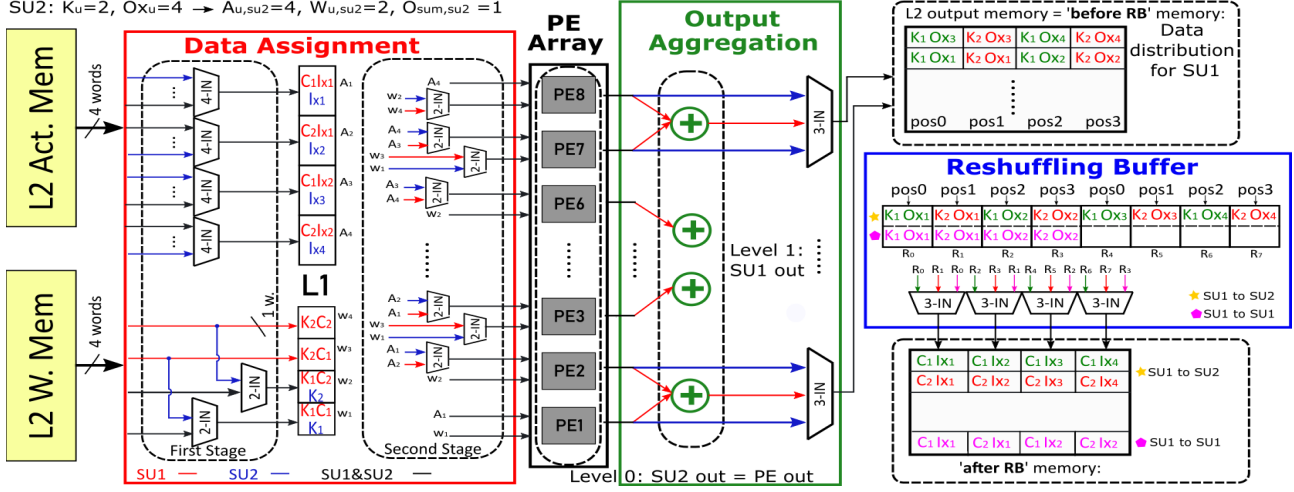 SU2: Ku=2, Oxu=4 → Au,su2=4, Wu,su2=2, Osum,su2 =1
L2 Act. Mem
4 words
L2 W. Mem
4 words
Data Assignment
4-IN
4-IN
4-IN
4-IN
C1Ix1
Ix1
A1
C2Ix1
Ix2
A2
C1Ix2
Ix3
A3
C2Ix2
Ix4
A4
L1
1 w.
K2C2
W4
K2C1
W3
K1C2
K2
W2
K1C1
K1
W1
2-IN
2-IN
First Stage
A4
W2
W4
2-IN
A4
A3
2-IN
W3
W1
2-IN
A3
A4
2-IN
W2
A2
A1
2-IN
W3
W1
2-IN
A1
A2
2-IN
W2
A1
W1
Second Stage
SU1
SU2
SU1&SU2
PE
Array
PE8
PE7
PE6
PE3
PE2
PE1
Output
Aggregation
Level 1:
SU1 out
3-IN
3-IN
Level 0: SU2 out = PE out
L2 output memory = 'before RB' memory:
K1 Ox3 K2 Ox3 K1 Ox4 K2 Ox4
K1 Ox1 K2 Ox1 K1 Ox2 K2 Ox2
pos0 pos1 pos2 pos3
Data
distribution
for SU1
Reshuffling Buffer
pos0 pos1 pos2 pos3 pos0 pos1 pos2 pos3
K1 Ox1 K2 Ox1 K1 Ox2 K2 Ox2 K1 Ox3 K2 Ox3 K1 Ox4 K2 Ox4
K1 Ox1 K2 Ox1 K1 Ox2 K2 Ox2
R0 R1 R2 R3 R4 R5 R6 R7
R0 R1 R0 R2 R3 R1 R4 R5 R2 R6 R7 R3
3-IN 3-IN 3-IN 3-IN
SU1 to SU2
SU1 to SU1
C1 Ix1 C1 Ix2 C1 Ix3 C1 Ix4
C2 Ix1 C2 Ix2 C2 Ix3 C2 Ix4
SU1 to SU2
C1 Ix1 C2 Ix1 C1 Ix2 C2 Ix2
SU1 to SU1
'after RB' memory: